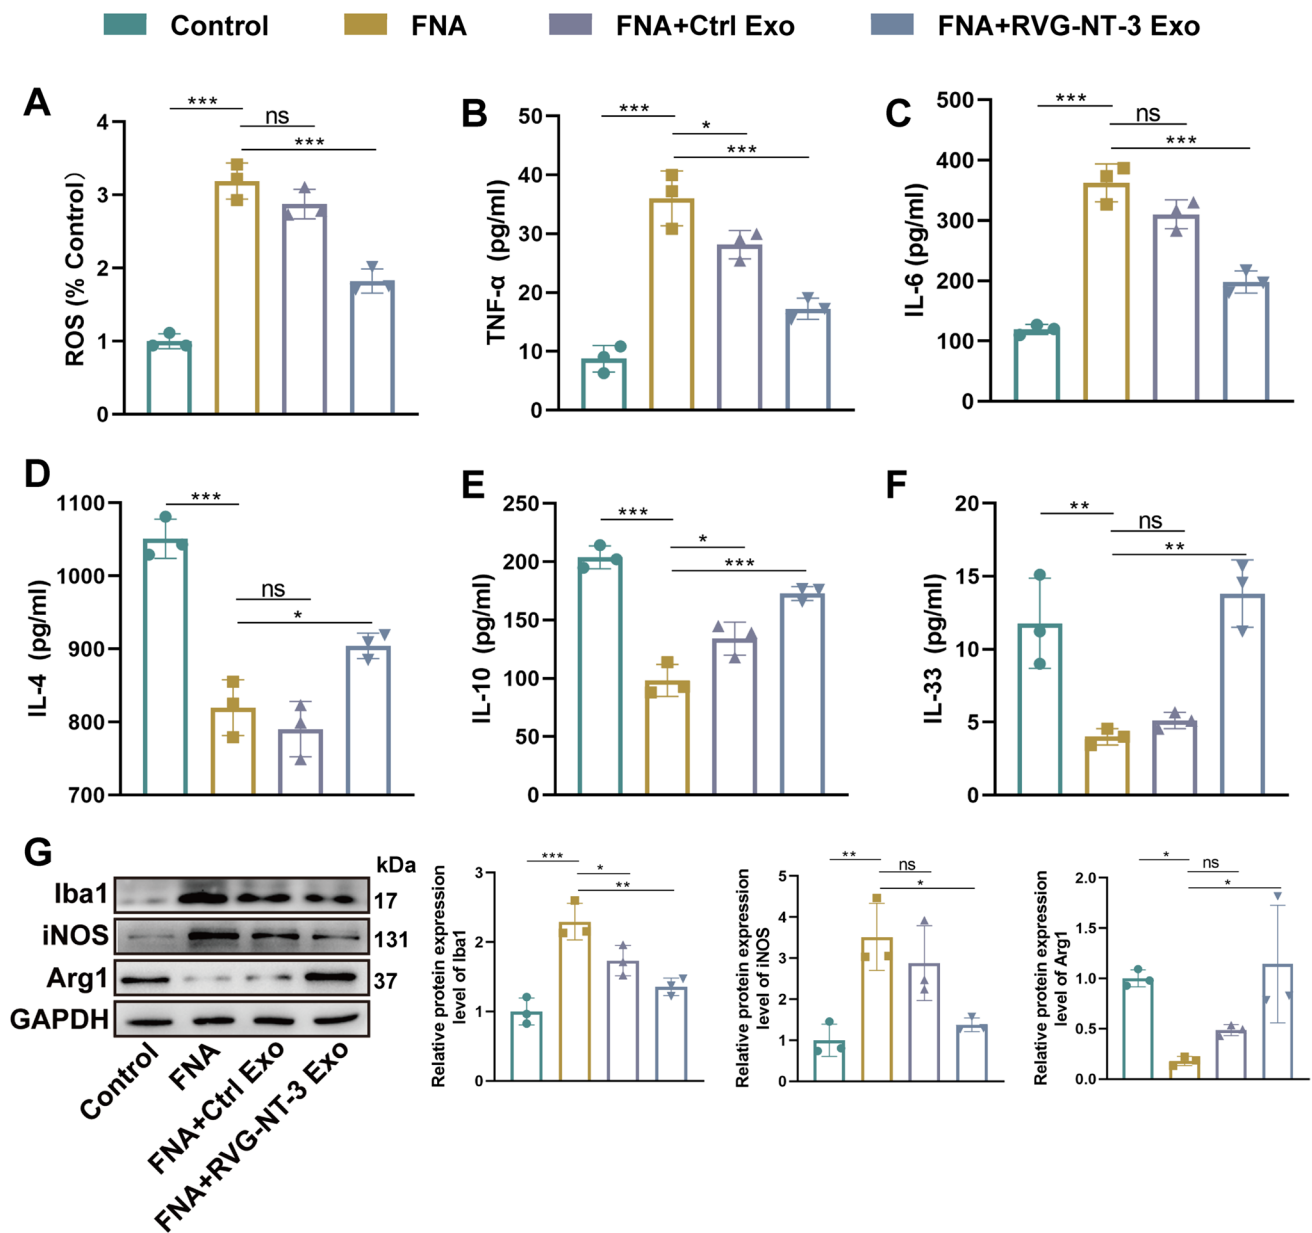 Control FNA FNA+Ctrl Exo FNA+RVG-NT-3 Exo
A
ROS (% Control)
4
3
2
1
0
***
ns
***
B
TNF-α (pg/ml)
50
40
30
20
10
0
***
*
***
C
IL-6 (pg/ml)
500
400
300
200
100
0
***
ns
***
D
IL-4 (pg/ml)
1100
1000
900
800
700
***
ns
*
E
IL-10 (pg/ml)
250
200
150
100
50
0
***
*
***
F
IL-33 (pg/ml)
20
15
10
5
0
**
ns
**
G
kDa
Iba1 17
iNOS 131
Arg1 37
GAPDH
Control
FNA
FNA+Ctrl Exo
FNA+RVG-NT-3 Exo
Relative protein expression
level of Iba1
3
2
1
0
***
*
**
Relative protein expression
level of iNOS
5
4
3
2
1
0
**
ns
*
Relative protein expression
level of Arg1
2.0
1.5
1.0
0.5
0.0
*
ns
*